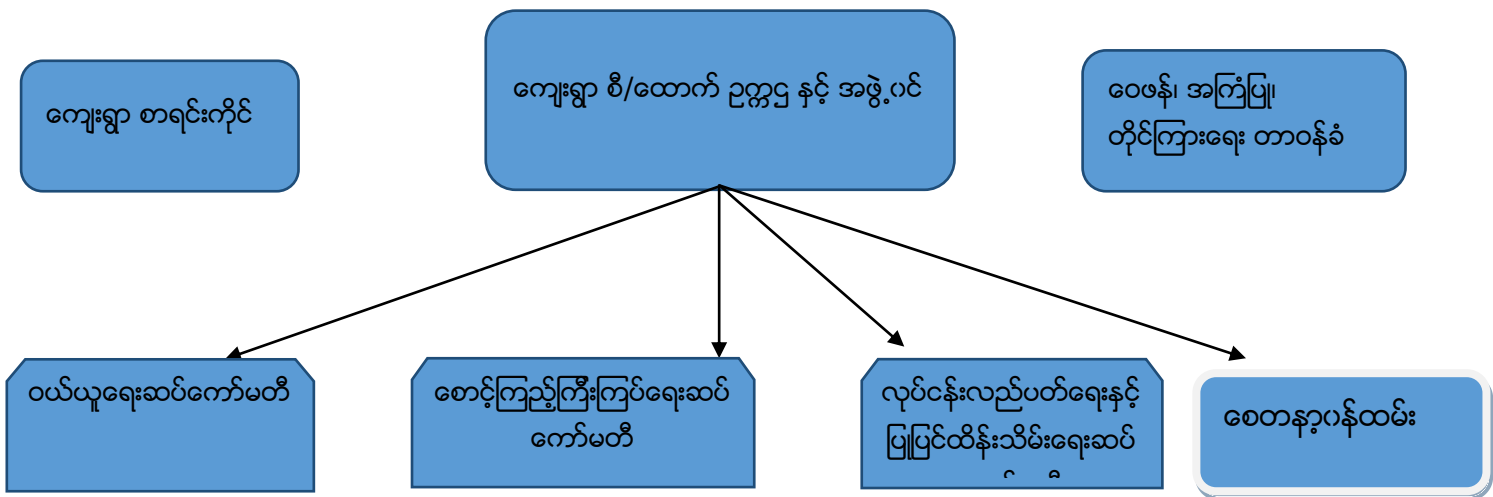 ကျေးရွာ စီ/ထောက် ဥက္ကဌ နှင့် အဖွဲ့ဝင်
ကျေးရွာ စာရင်းကိုင်
ဝေဖန်၊ အကြံပြု၊
တိုင်ကြားရေး တာဝန်ခံ
ဝယ်ယူရေးဆပ်ကော်မတီ
စောင့်ကြည့်ကြီးကြပ်ရေးဆပ်
ကော်မတီ
လုပ်ငန်းလည်ပတ်ရေးနှင့်
ပြုပြင်ထိန်းသိမ်းရေးဆပ်
စေတနာ့ဝန်ထမ်း